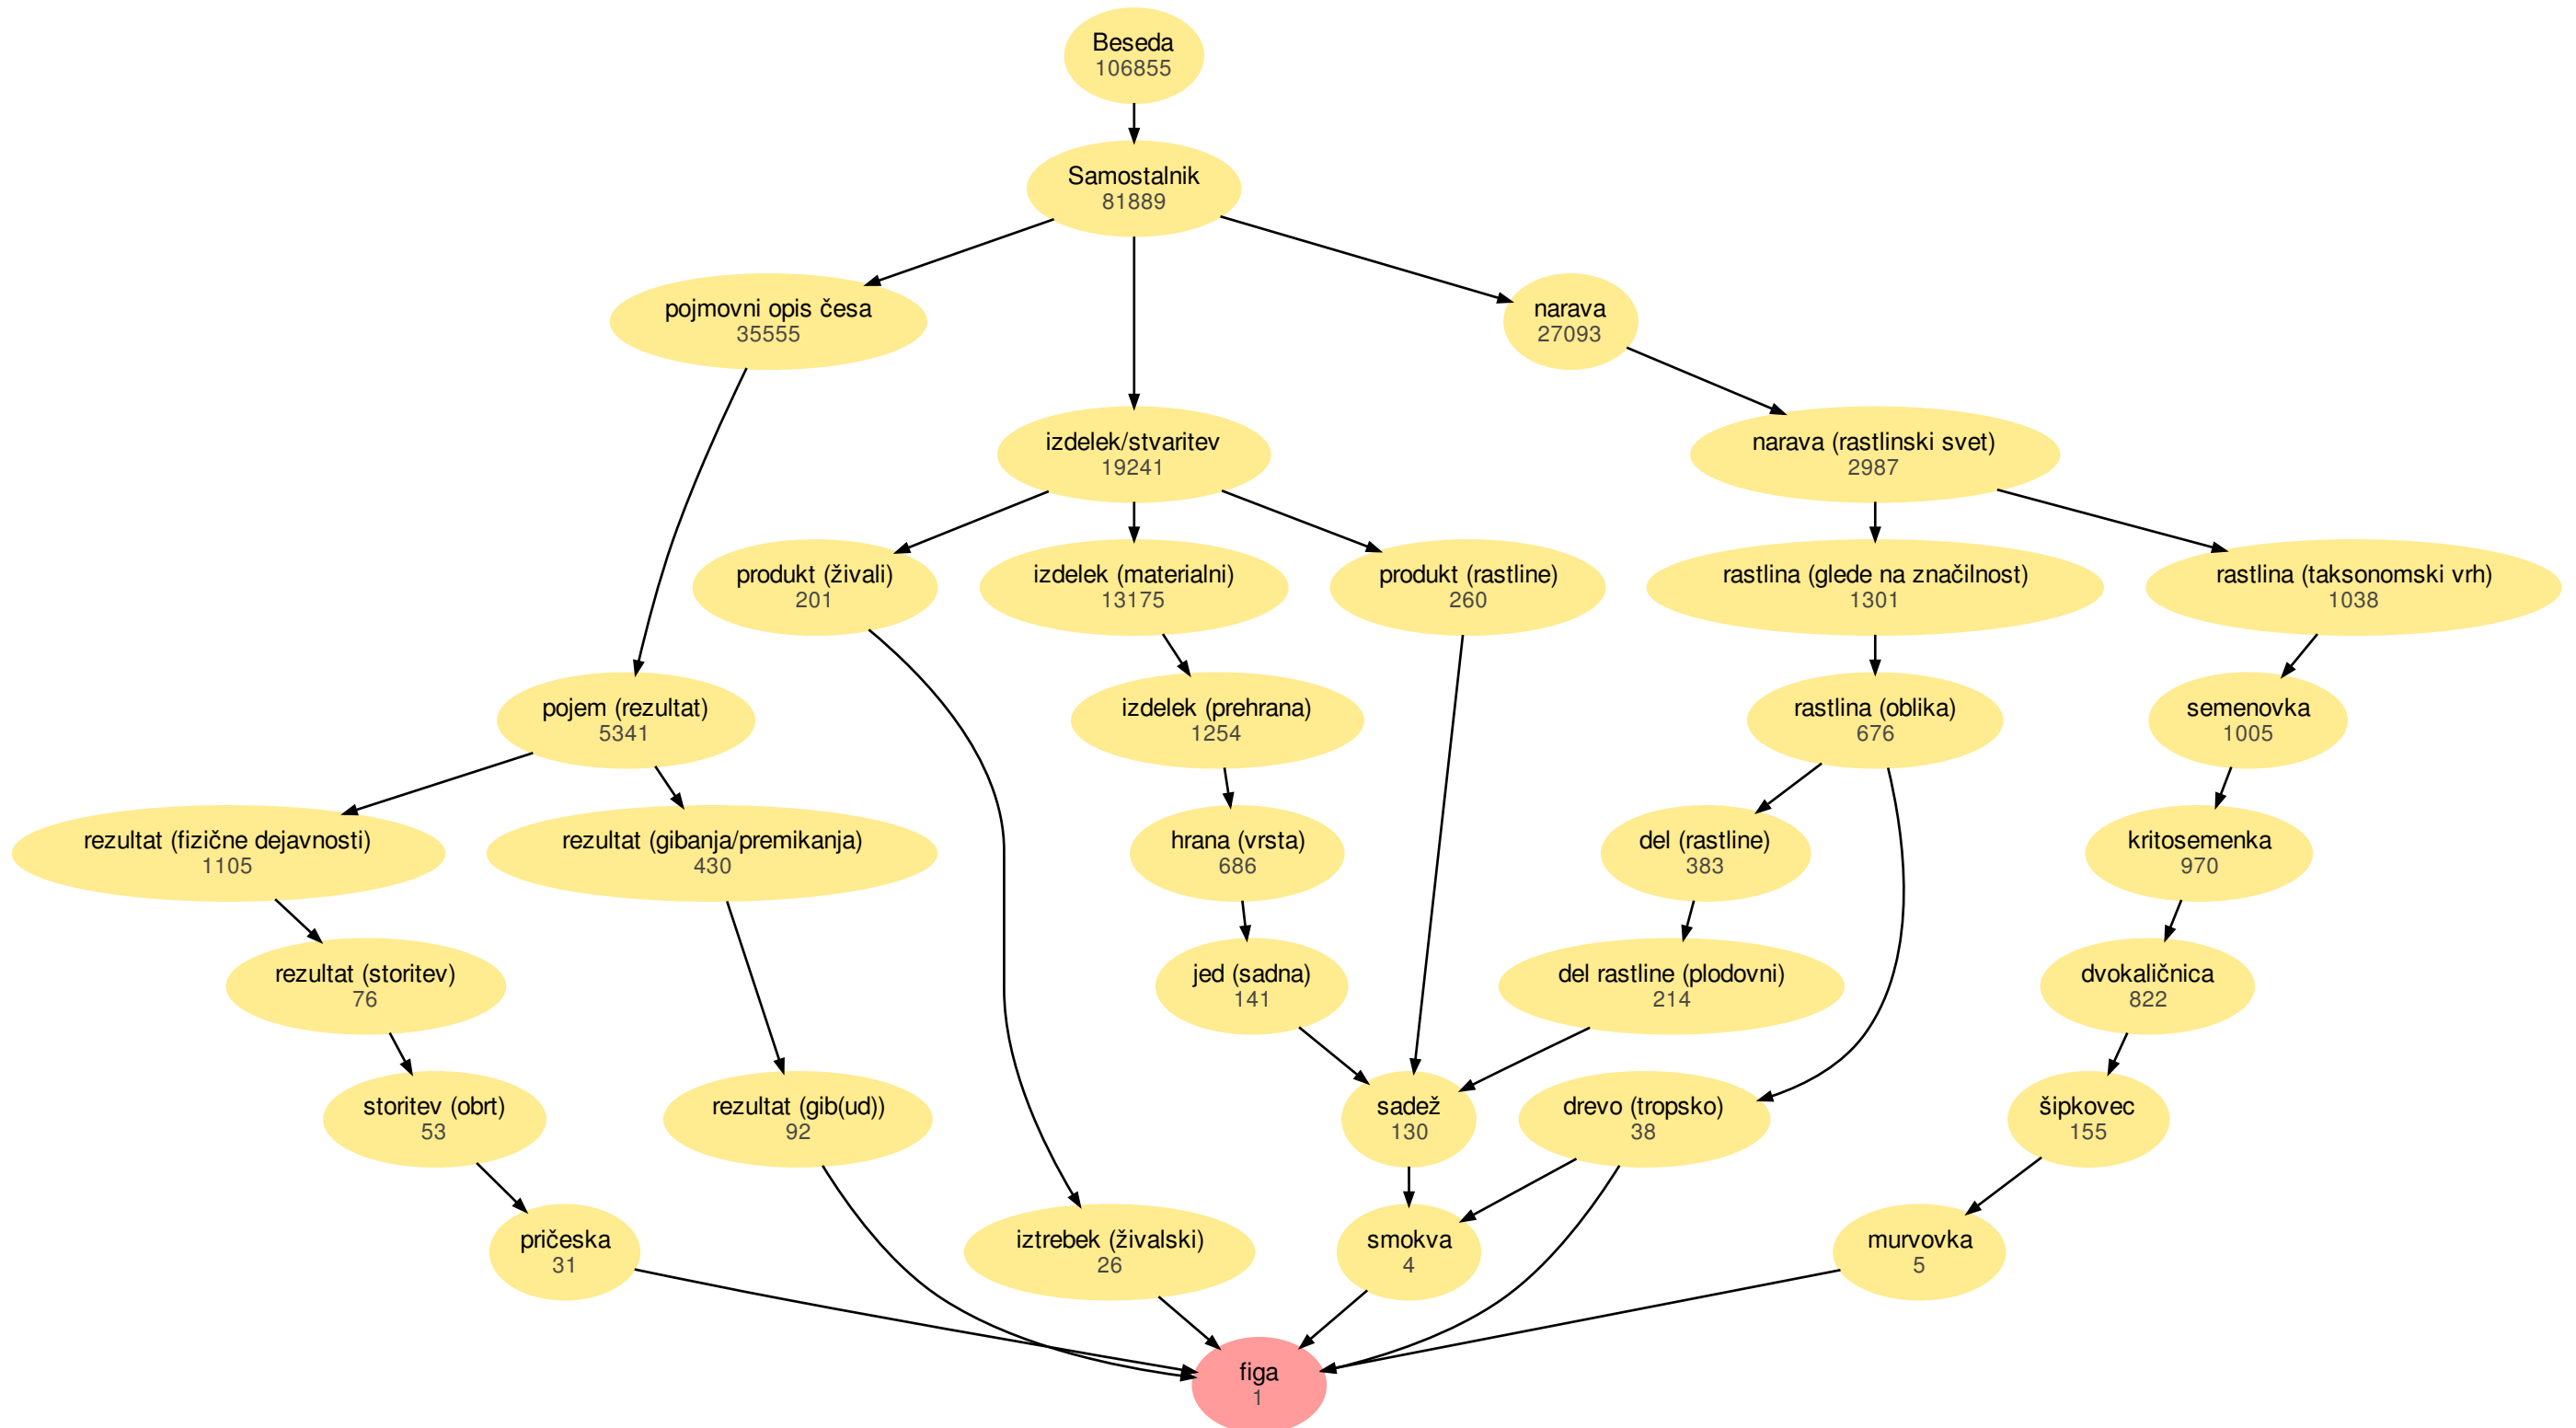 Beseda
106855
Samostalnik
81889
pojmovni opis česa
35555
narava
27093
izdelek/stvaritev
19241
narava (rastlinski svet)
2987
produkt (živali)
201
izdelek (materialni)
13175
produkt (rastline)
260
rastlina (glede na značilnost)
1301
rastlina (taksonomski vrh)
1038
pojem (rezultat)
5341
izdelek (prehrana)
1254
rastlina (oblika)
676
semenovka
1005
rezultat (fizične dejavnosti)
1105
rezultat (gibanja/premikanja)
430
hrana (vrsta)
686
del (rastline)
383
kritosemenka
970
rezultat (storitev)
76
jed (sadna)
141
del rastline (plodovni)
214
dvokaličnica
822
storitev (obrt)
53
rezultat (gib(ud))
92
sadež
130
drevo (tropsko)
38
šipkovec
155
pričeska
31
iztrebek (živalski)
26
smokva
4
murvovka
5
figa
1